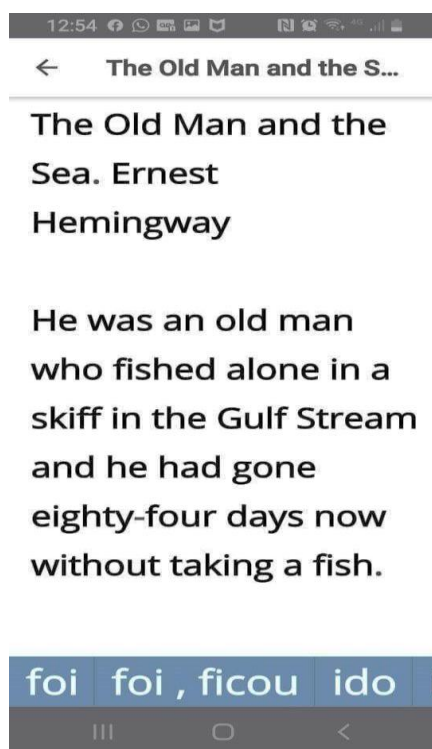 12:54
The Old Man and the S...
The Old Man and the
Sea. Ernest
Hemingway
He was an old man
who fished alone in a
skiff in the Gulf Stream
and he had gone
eighty-four days now
without taking a fish.
foi foi , ficou ido